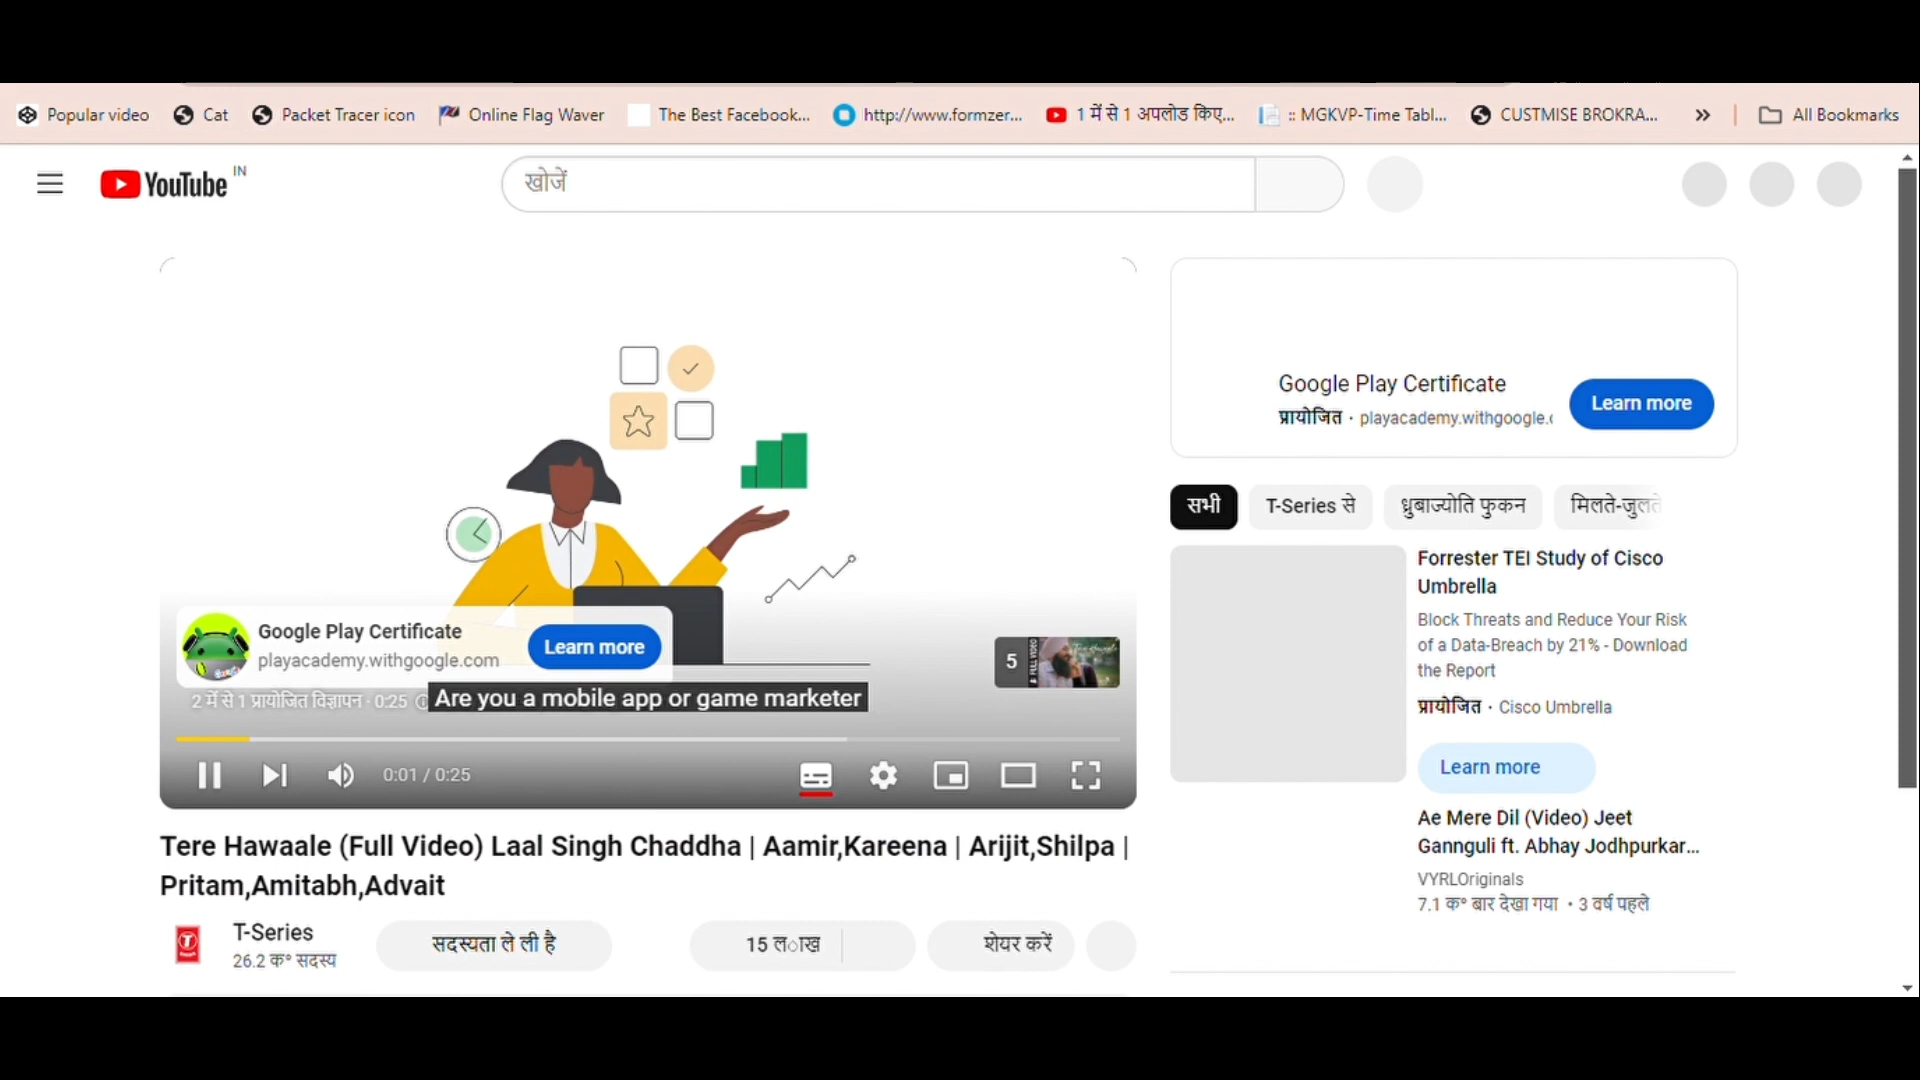 Popular video
Cat
Packet Tracer icon
Online Flag Waver
The Best Facebook...
http://www.formzer...
1 में से 1 अपलोड किए...
:: MGKVP-Time Tabl...
CUSTMISE BROKRA...
All Bookmarks
YouTube IN
खोजें
Google Play Certificate
playacademy.withgoogle.com
Learn more
5
2 में से 1 प्रायोजित विज्ञापन · 0:25
Are you a mobile app or game marketer
0:01 / 0:25
Tere Hawaale (Full Video) Laal Singh Chaddha | Aamir,Kareena | Arijit,Shilpa |
Pritam,Amitabh,Advait
T-Series
26.2 क॰ सदस्य
सदस्यता ले ली है
15 लाख
शेयर करें
Google Play Certificate
प्रायोजित · playacademy.withgoogle.
Learn more
सभी
T-Series से
ध्रुबाज्योति फुकन
मिलते-जुलते
Forrester TEI Study of Cisco
Umbrella
Block Threats and Reduce Your Risk
of a Data-Breach by 21% - Download
the Report
प्रायोजित · Cisco Umbrella
Learn more
Ae Mere Dil (Video) Jeet
Gannguli ft. Abhay Jodhpurkar...
VYRLOriginals
7.1 क॰ बार देखा गया • 3 वर्ष पहले